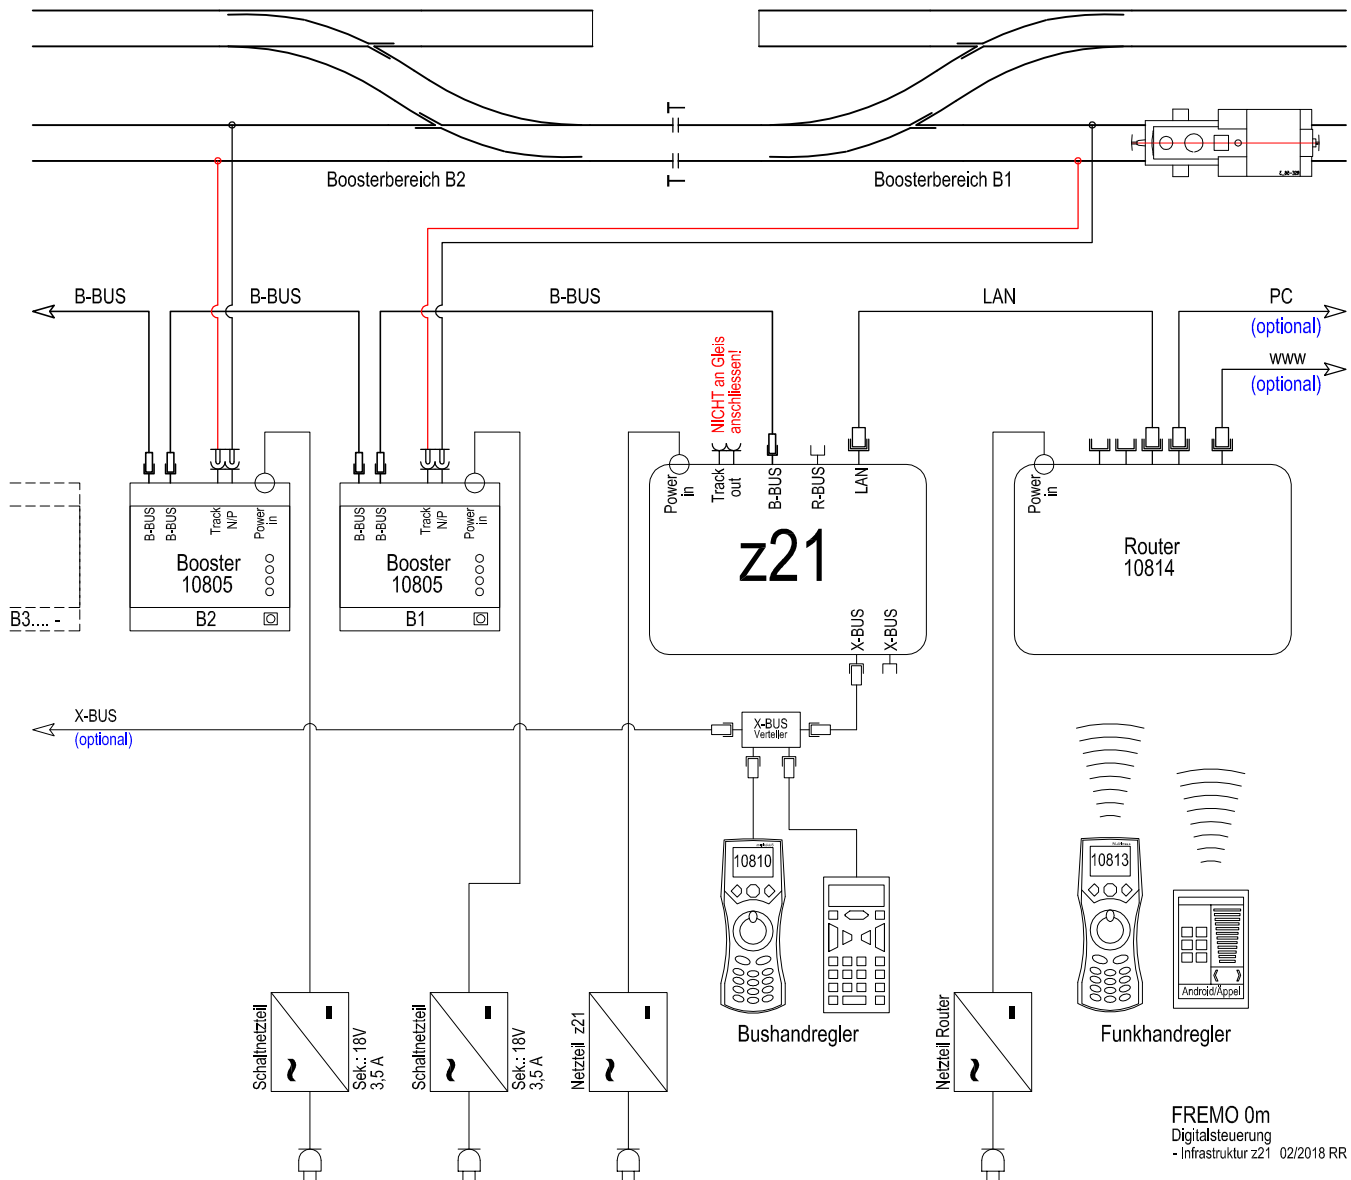 Boosterbereich B2
Boosterbereich B1
B-BUS
B-BUS
B-BUS
LAN
PC
(optional)
www
(optional)
NICHT an Gleis
anschliessen!
B-BUS
B-BUS
Track
N/P
Power
in
Booster
10805
B2
B-BUS
B-BUS
Track
N/P
Power
in
Booster
10805
B1
B3.... -
Power
in
Track
out
B-BUS
R-BUS
LAN
z21
X-BUS
X-BUS
Power
in
Router
10814
X-BUS
(optional)
X-BUS
Verteiler
10810
10813
Android/Appel
Bushandregler
Funkhandregler
Schaltnetzteil
Sek.: 18V
3,5 A
Schaltnetzteil
Sek.: 18V
3,5 A
Netzteil z21
Netzteil Router
FREMO 0m
Digitalsteuerung
- Infrastruktur z21 02/2018 RR